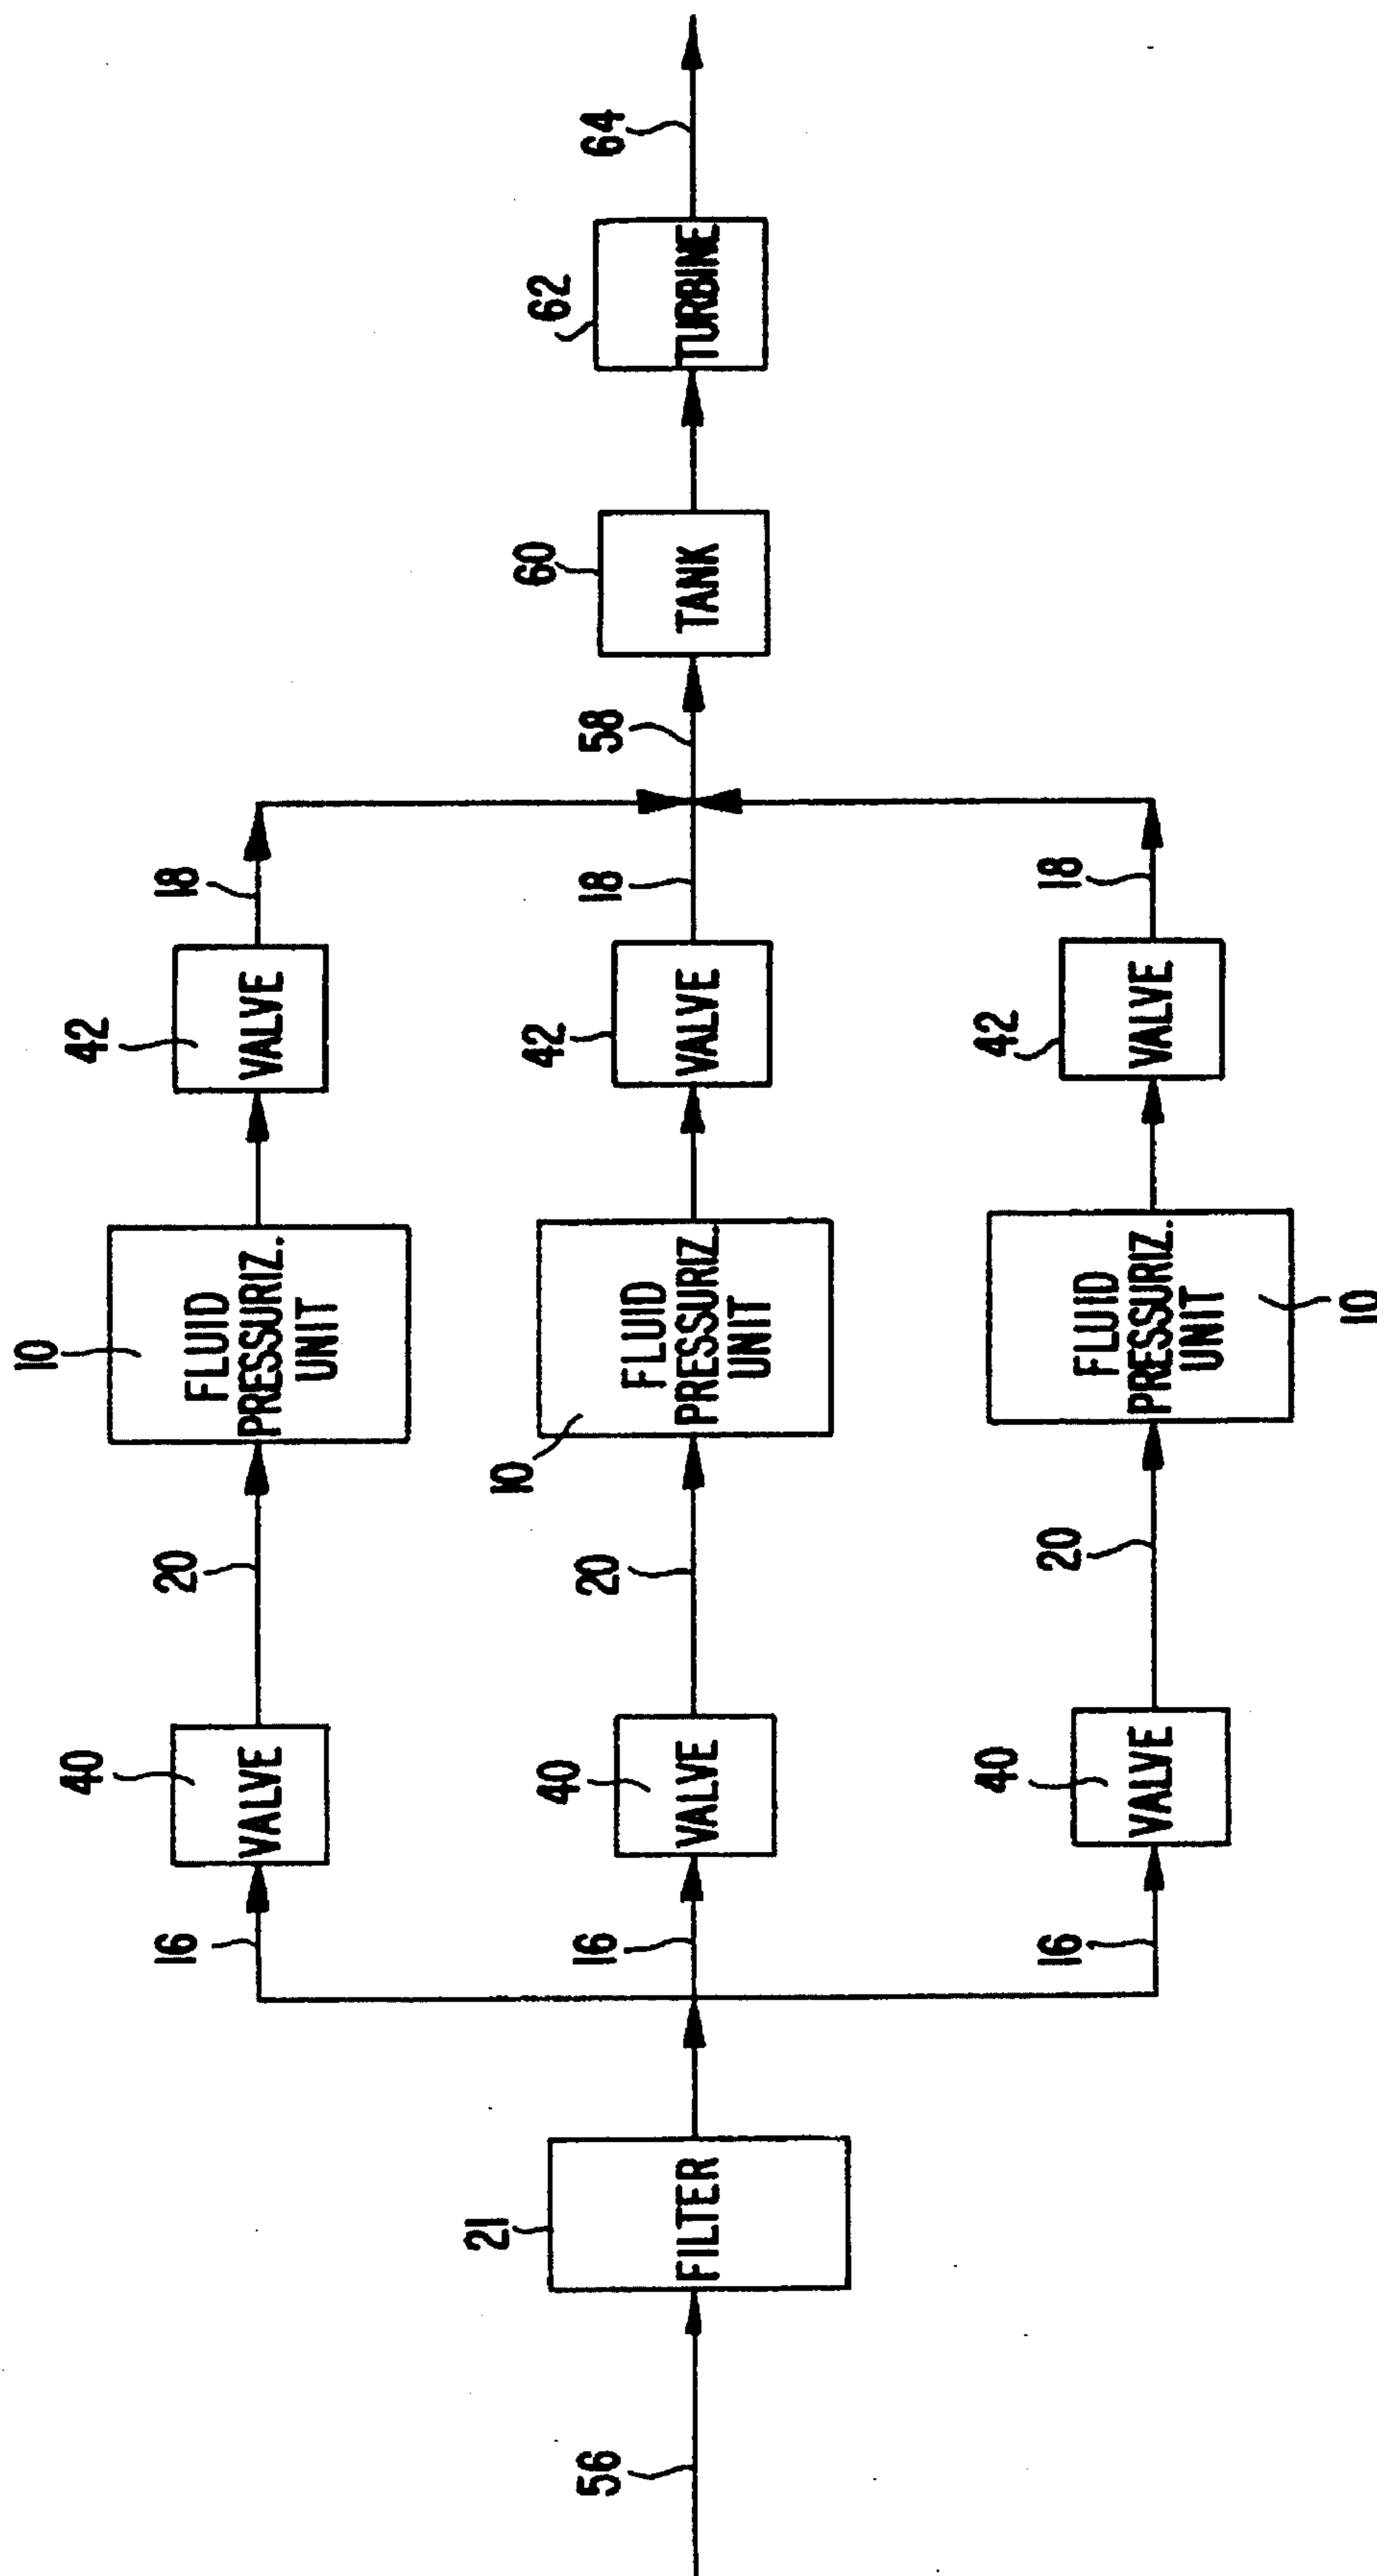 56
21
FILTER
16
40
VALVE
20
10
FLUID
PRESSURIZ.
UNIT
42
VALVE
18
16
40
VALVE
20
10
FLUID
PRESSURIZ.
UNIT
42
VALVE
18
16
40
VALVE
20
10
FLUID
PRESSURIZ.
UNIT
42
VALVE
18
58
60
TANK
62
TURBINE
64